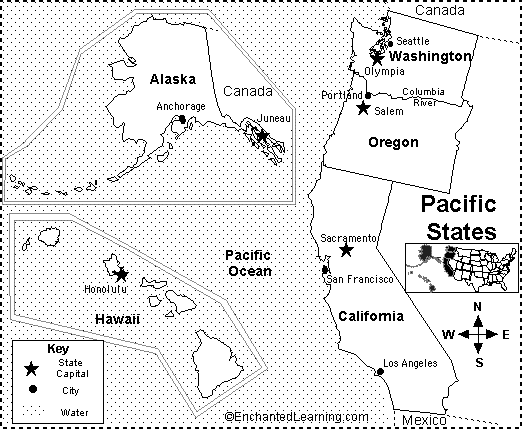 Canada
Seattle
Washington
Olympia
Alaska
Canada
Portland
Columbia
River
Anchorage
Juneau
Salem
Oregon
Pacific
States
Sacramento
Pacific
Ocean
San Francisco
Honolulu
Hawaii
California
N
W E
S
Key
State
Capital
City
Water
Los Angeles
©EnchantedLearning.com
Mexico